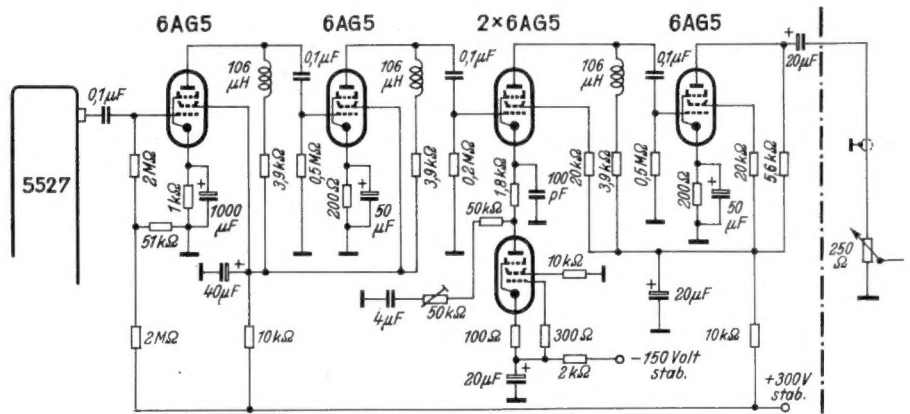 6AG5
6AG5
2×6AG5
6AG5
5527
0,1µF
2MΩ
51kΩ
1kΩ
1000
µF
40µF
2MΩ
10kΩ
106
µH
3,9kΩ
0,1µF
0,5MΩ
200Ω
50
µF
106
µH
3,9kΩ
0,1µF
0,2MΩ
1,8kΩ
100
pF
50kΩ
4µF
50kΩ
10kΩ
100Ω
300Ω
20µF
2kΩ
-150 Volt
stab.
20kΩ
106
µH
3,9kΩ
0,1µF
0,5MΩ
200Ω
50
µF
20kΩ
5,6kΩ
20µF
20µF
10kΩ
+300V
stab.
250
Ω